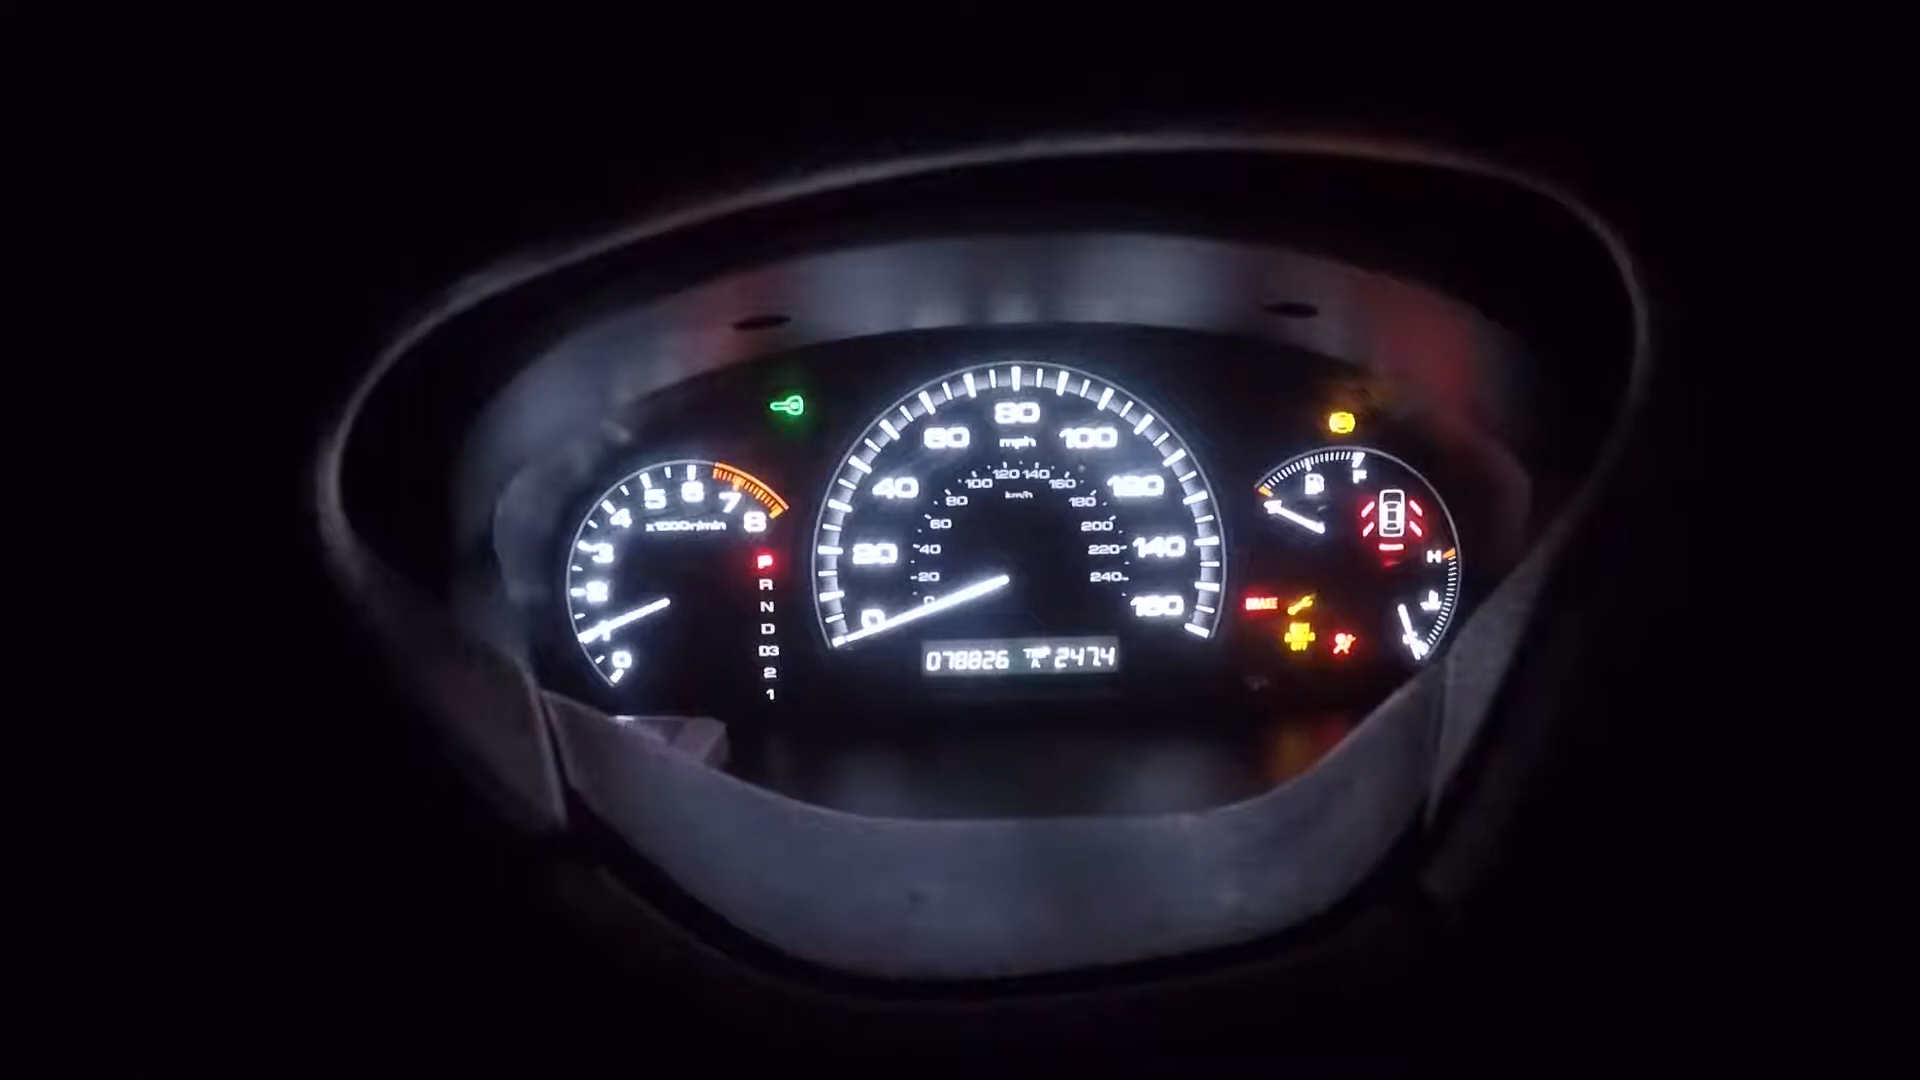 80
60 mph 100
120 140
100 160
40 km/h 120
80 180
60 200
20 40 220 140
20 240
0 0 160
078826 TRIP A 247.4
5 6 7
4 x1000r/min 8
3
2
1
0
P
R
N
D
D3
2
1
F
H
BRAKE